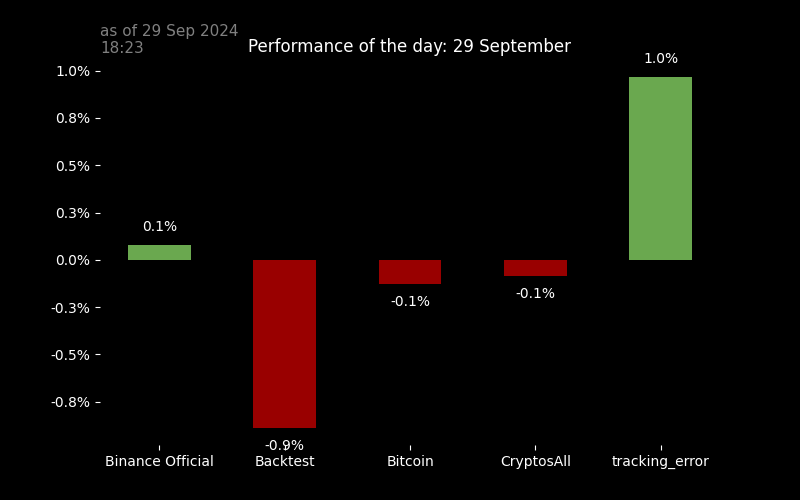 as of 29 Sep 2024
18:23
Performance of the day: 29 September
1.0%
0.8%
0.5%
0.3%
0.0%
-0.3%
-0.5%
-0.8%
0.1%
-0.9%
-0.1%
-0.1%
1.0%
Binance Official
Backtest
Bitcoin
CryptosAll
tracking_error